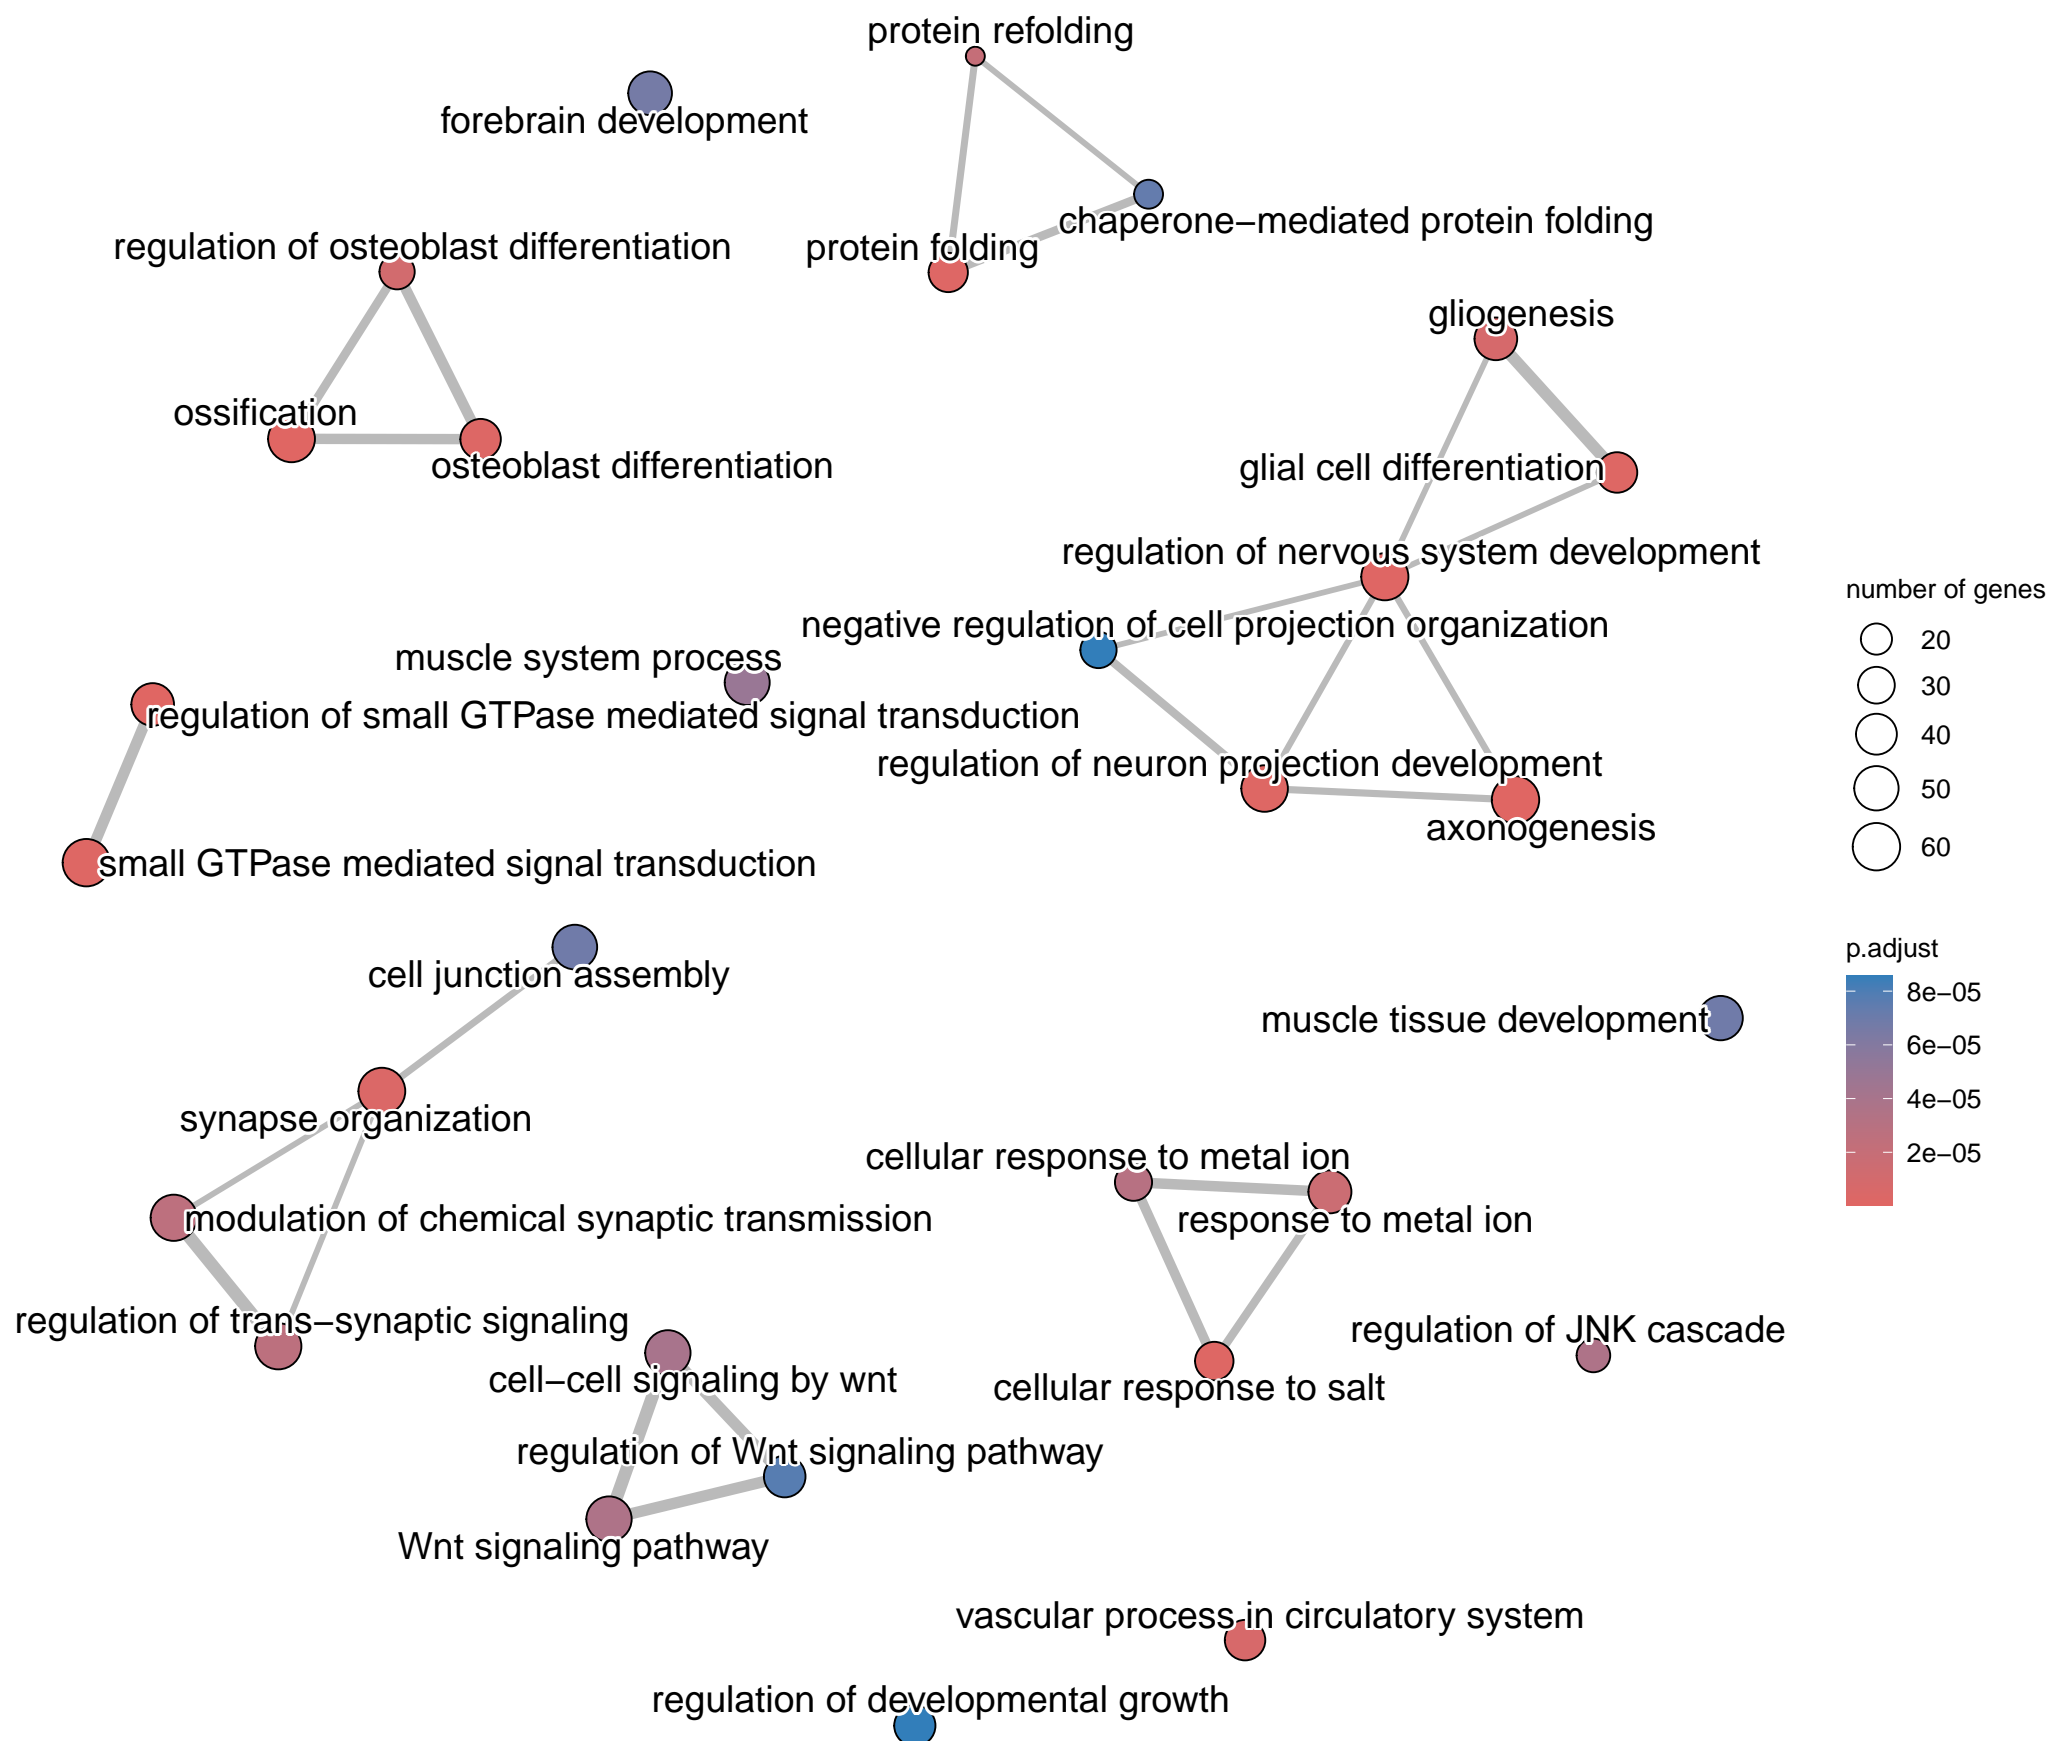 protein refolding
forebrain development
chaperone−mediated protein folding
regulation of osteoblast differentiation
protein folding
gliogenesis
ossification
osteoblast differentiation
glial cell differentiation
regulation of nervous system development
number of genes
negative regulation of cell projection organization
20
muscle system process
30
regulation of small GTPase mediated signal transduction
40
regulation of neuron projection development
50
axonogenesis
60
small GTPase mediated signal transduction
p.adjust
cell junction assembly
8e−05
muscle tissue development
6e−05
4e−05
synapse organization
2e−05
cellular response to metal ion
modulation of chemical synaptic transmission
response to metal ion
regulation of trans−synaptic signaling
regulation of JNK cascade
cell−cell signaling by wnt
cellular response to salt
regulation of Wnt signaling pathway
Wnt signaling pathway
vascular process in circulatory system
regulation of developmental growth